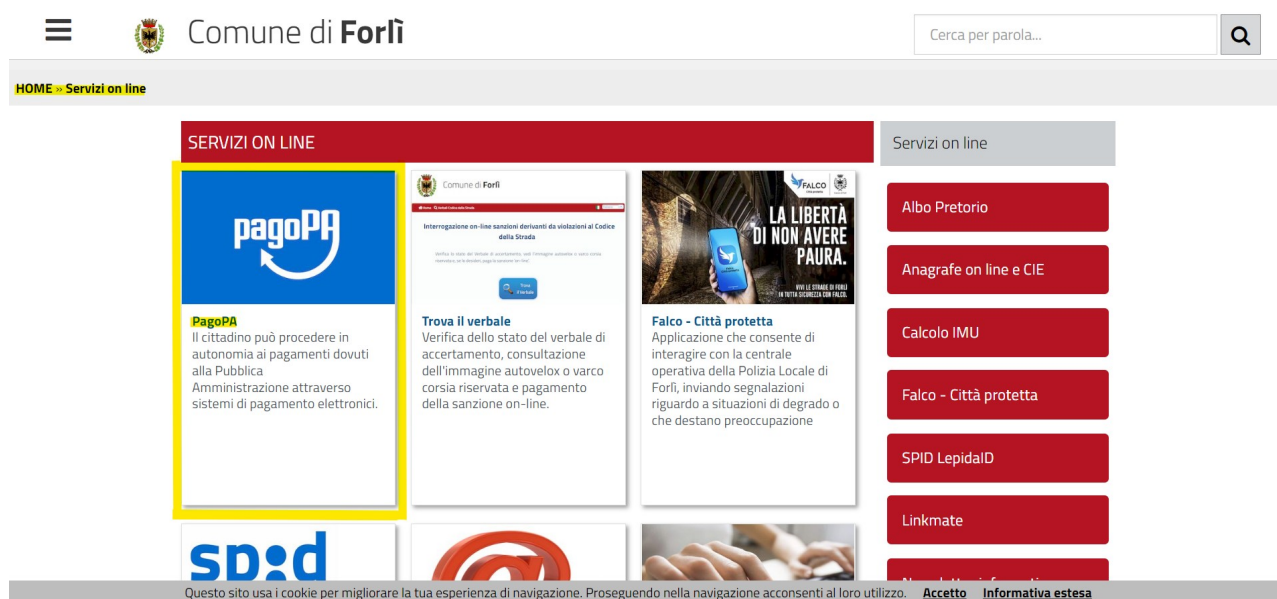 Comune di Forlì
Cerca per parola...
HOME » Servizi on line
SERVIZI ON LINE
pagoPA
PagoPA
Il cittadino può procedere in
autonomia ai pagamenti dovuti
alla Pubblica
Amministrazione attraverso
sistemi di pagamento elettronici.
Comune di Forlì
Interrogazione on-line sanzioni derivanti da violazioni al Codice
della Strada
Trova il verbale
Verifica dello stato del verbale di
accertamento, consultazione
dell'immagine autovelox o varco
corsia riservata e pagamento
della sanzione on-line.
FALCO
LA LIBERTÀ
DI NON AVERE
PAURA.
VIVI LE STRADE DI FORLÌ
IN TUTTA SICUREZZA CON FALCO.
Falco - Città protetta
Applicazione che consente di
interagire con la centrale
operativa della Polizia Locale di
Forlì, inviando segnalazioni
riguardo a situazioni di degrado o
che destano preoccupazione
Servizi on line
Albo Pretorio
Anagrafe on line e CIE
Calcolo IMU
Falco - Città protetta
SPID LepidaID
Linkmate
spid
Questo sito usa i cookie per migliorare la tua esperienza di navigazione. Proseguendo nella navigazione acconsenti al loro utilizzo. Accetto Informativa estesa